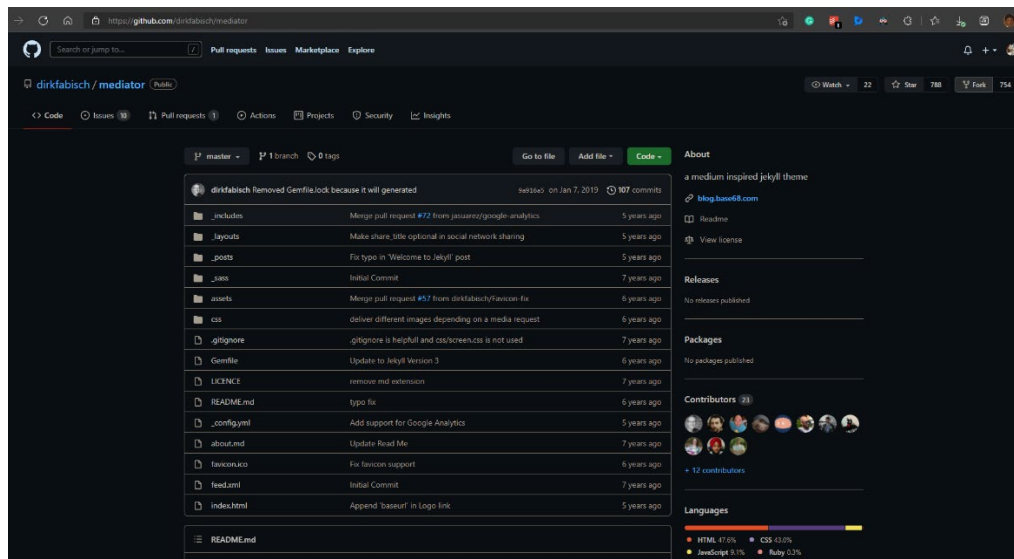 https://github.com/dirkfabisch/mediator
Search or jump to... / Pull requests Issues Marketplace Explore
dirkfabisch / mediator Public Watch 22 Star 788 Fork 754
Code Issues 10 Pull requests 1 Actions Projects Security Insights
master 1 branch 0 tags Go to file Add file Code
dirkfabisch Removed Gemfile.lock because it will generated 9e916e5 on Jan 7, 2019 107 commits
_includes Merge pull request #72 from jasuarez/google-analytics 5 years ago
_layouts Make share_title optional in social network sharing 5 years ago
_posts Fix typo in 'Welcome to Jekyll' post 5 years ago
_sass Initial Commit 7 years ago
assets Merge pull request #57 from dirkfabisch/Favicon-fix 6 years ago
css deliver different images depending on a media request 6 years ago
.gitignore .gitignore is helpfull and css/screen.css is not used 7 years ago
Gemfile Update to Jekyll Version 3 6 years ago
LICENCE remove md extension 7 years ago
README.md typo fix 6 years ago
_config.yml Add support for Google Analytics 5 years ago
about.md Update Read Me 7 years ago
favicon.ico Fix favicon support 6 years ago
feed.xml Initial Commit 7 years ago
index.html Append 'baseurl' in Logo link 5 years ago
README.md
About
a medium inspired jekyll theme
blog.base68.com
Readme
View license
Releases
No releases published
Packages
No packages published
Contributors 23
+ 12 contributors
Languages
HTML 47.6% CSS 43.0%
JavaScript 9.1% Ruby 0.3%